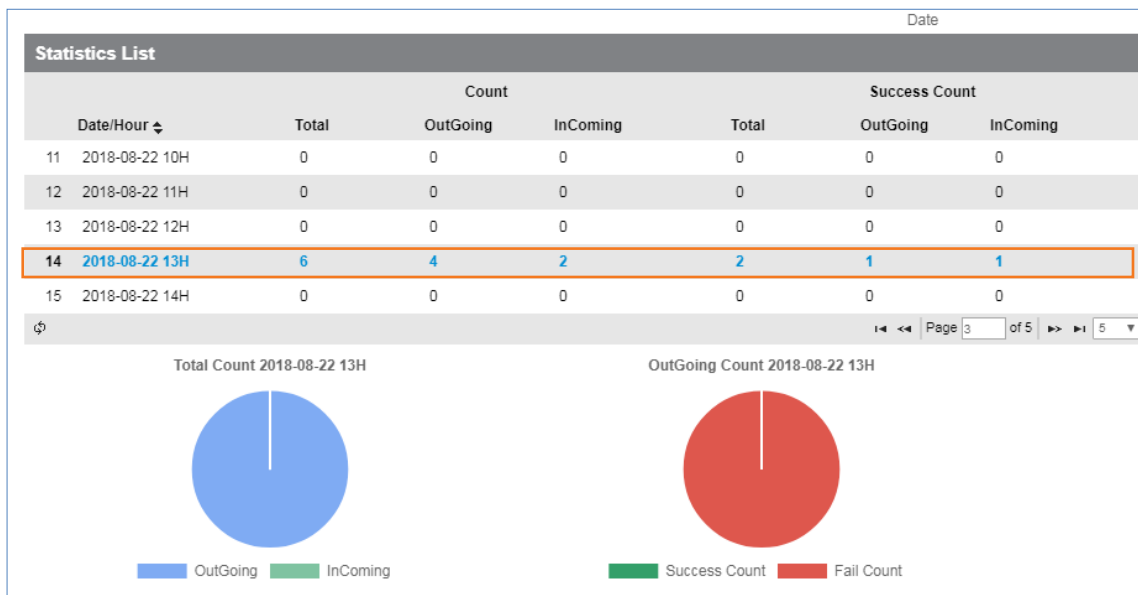 Date
Statistics List
Count Success Count
Date/Hour Total OutGoing InComing Total OutGoing InComing
11 2018-08-22 10H 0 0 0 0 0 0
12 2018-08-22 11H 0 0 0 0 0 0
13 2018-08-22 12H 0 0 0 0 0 0
14 2018-08-22 13H 6 4 2 2 1 1
15 2018-08-22 14H 0 0 0 0 0 0
Page 3 of 5 5
Total Count 2018-08-22 13H OutGoing Count 2018-08-22 13H
OutGoing InComing Success Count Fail Count